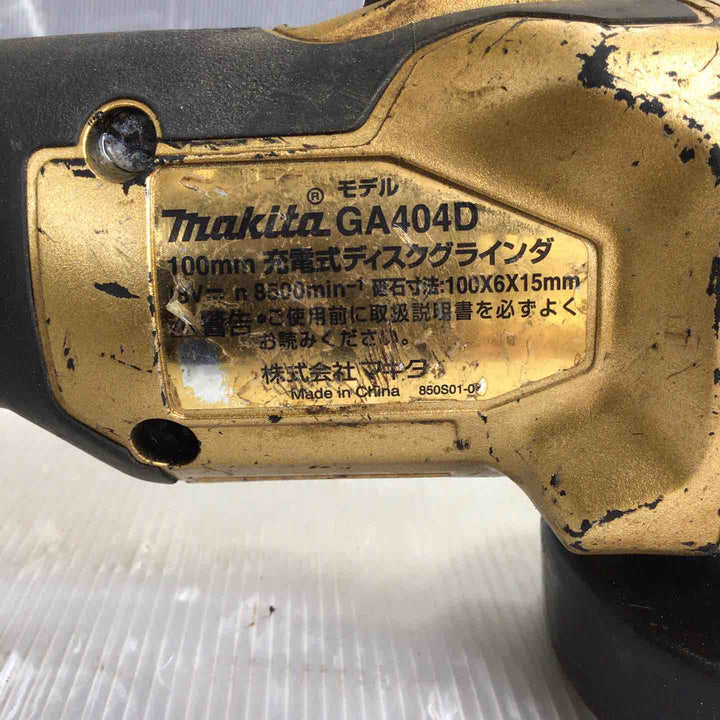 モデル
makita® GA404D
100mm 充電式ディスクグラインダ
8V⎓ n 8500min⁻¹ 砥石寸法:100X6X15mm
警告 •ご使用前に取扱説明書を必ずよく
お読みください。
株式会社 マキタ
Made in China 850S01-0